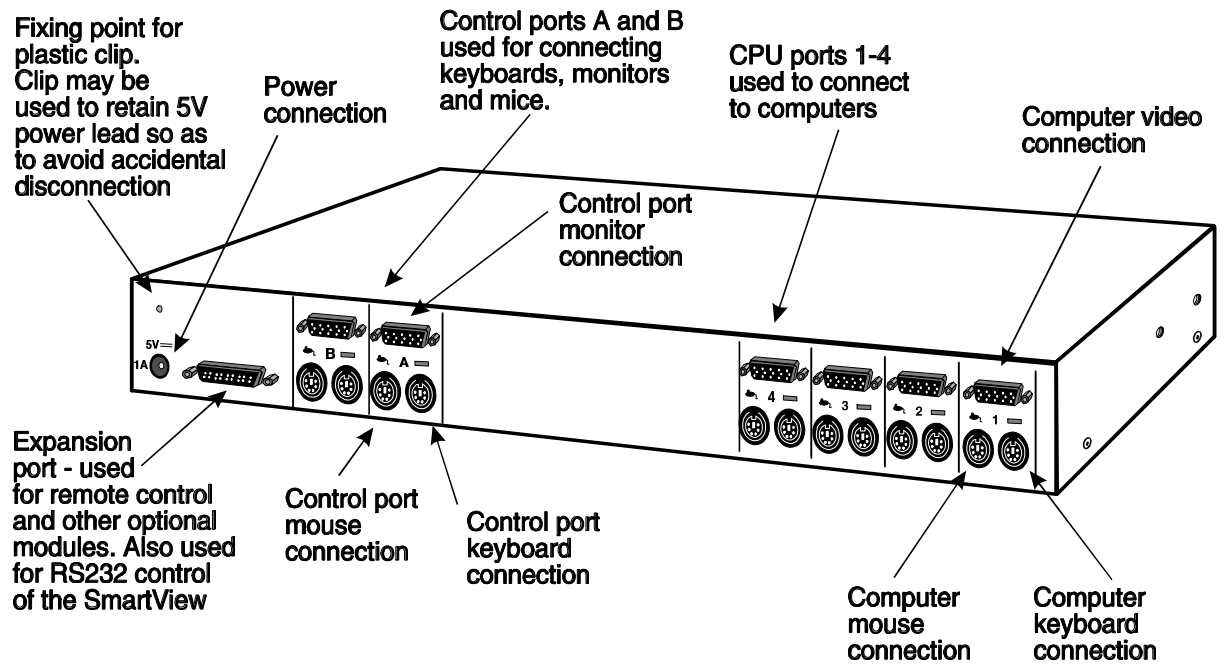 Fixing point for
plastic clip.
Clip may be
used to retain 5V
power lead so as
to avoid accidental
disconnection
Power
connection
Control ports A and B
used for connecting
keyboards, monitors
and mice.
CPU ports 1-4
used to connect
to computers
Computer video
connection
Control port
monitor
connection
5V
1A
B
A
4
3
2
1
Expansion
port - used
for remote control
and other optional
modules. Also used
for RS232 control
of the SmartView
Control port
mouse
connection
Control port
keyboard
connection
Computer
mouse
connection
Computer
keyboard
connection